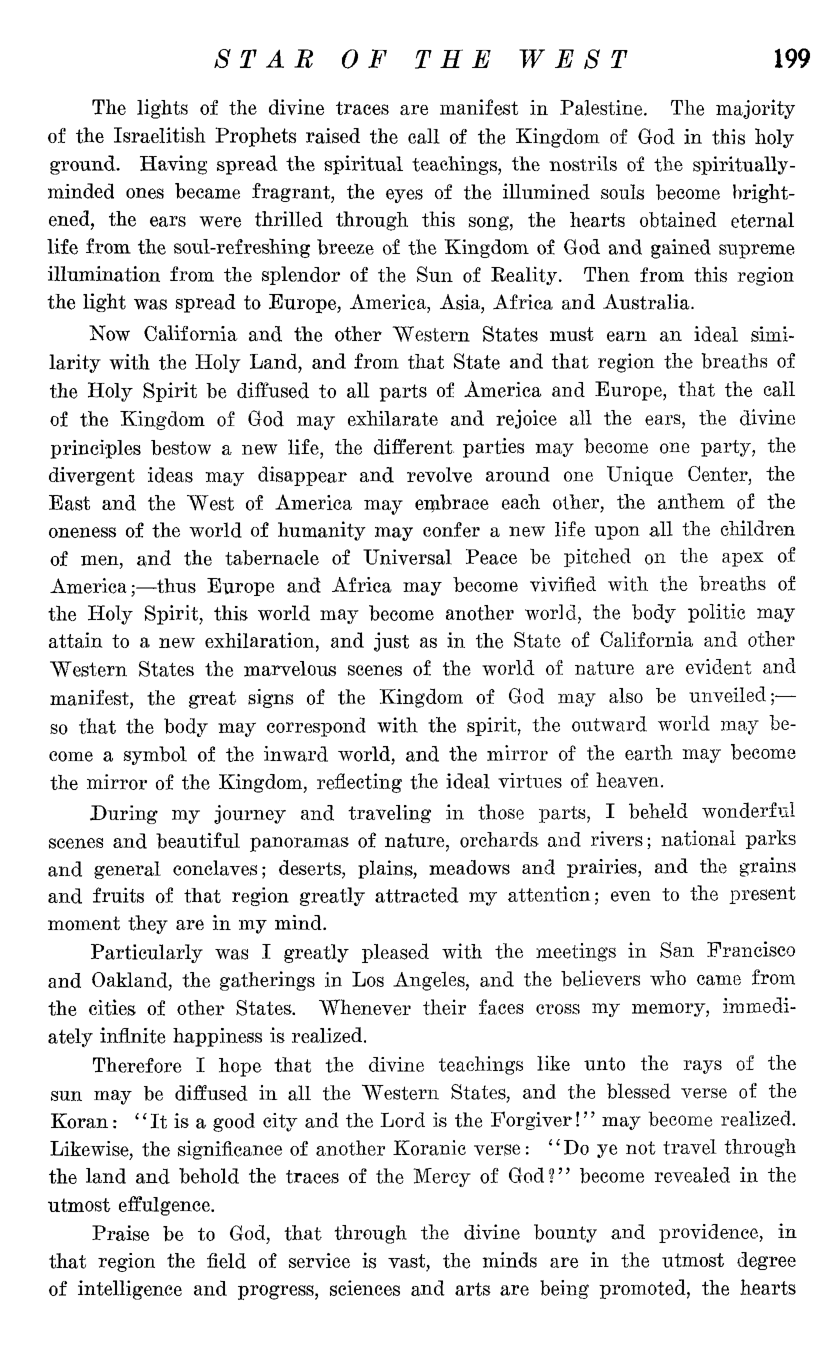 STAR OF THE WEST 199
The lights of the divine traces are manifest in Palestine. The majority
of the Israelitish Prophets raised the call of the Kingdom of God in this holy
ground. Having spread the spiritual teachings, the nostrils of the spiritually-
minded ones became fragrant, the eyes of the illumined souls become bright-
ened, the ears were thrilled through this song, the hearts obtained eternal
life from the soul-refreshing breeze of the Kingdom of God and gained supreme
illumination from the splendor of the Sun of Reality. Then from this region
the light was spread to Europe, America, Asia, Africa and Australia.
Now California and the other Western States must earn an ideal simi-
larity with the Holy Land, and from that State and that region the breaths of
the Holy Spirit be diffused to all parts of America and Europe, that the call
of the Kingdom of God may exhilarate and rejoice all the ears, the divine
principles bestow a new life, the different parties may become one party, the
divergent ideas may disappear and revolve around one Unique Center, the
East and the West of America may embrace each other, the anthem of the
oneness of the world of humanity may confer a new life upon all the children
of men, and the tabernacle of Universal Peace be pitched on the apex of
America;—thus Europe and Africa may become vivified with the breaths of
the Holy Spirit, this world may become another world, the body politic may
attain to a new exhilaration, and just as in the State of California and other
Western States the marvelous scenes of the world of nature are evident and
manifest, the great signs of the Kingdom of God may also be unveiled;—
so that the body may correspond with the spirit, the outward world may be-
come a symbol of the inward world, and the mirror of the earth may become
the mirror of the Kingdom, reflecting the ideal virtues of heaven.
During my journey and traveling in those parts, I beheld wonderful
scenes and beautiful panoramas of nature, orchards and rivers; national parks
and general conclaves; deserts, plains, meadows and prairies, and the grains
and fruits of that region greatly attracted my attention; even to the present
moment they are in my mind.
Particularly was I greatly pleased with the meetings in San Francisco
and Oakland, the gatherings in Los Angeles, and the believers who came from
the cities of other States. Whenever their faces cross my memory, immedi-
ately infinite happiness is realized.
Therefore I hope that the divine teachings like unto the rays of the
sun may be diffused in all the Western States, and the blessed verse of the
Koran: ‘‘It is a good city and the Lord is the Forgiver!’’ may become realized.
Likewise, the significance of another Koranic verse: ‘‘Do ye not travel through
the land and behold the traces of the Mercy of God?’’ become revealed in the
utmost effulgence.
Praise be to God, that through the divine bounty and providence, in
that region the field of service is vast, the minds are in the utmost degree
of intelligence and progress, sciences and arts are being promoted, the hearts